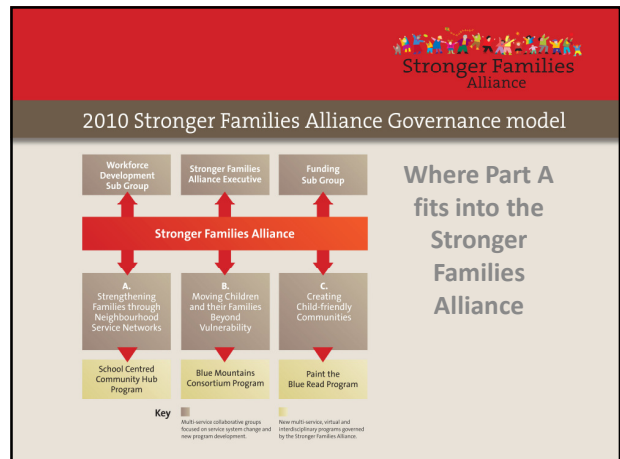 Stronger Families
Alliance
2010 Stronger Families Alliance Governance model
Workforce
Development
Sub Group
Stronger Families
Alliance Executive
Funding
Sub Group
Stronger Families Alliance
A.
Strengthening
Families through
Neighbourhood
Service Networks
B.
Moving Children
and their Families
Beyond
Vulnerability
C.
Creating
Child-friendly
Communities
School Centred
Community Hub
Program
Blue Mountains
Consortium Program
Paint the
Blue Read Program
Key
Multi-service collaborative groups
focused on service system change and
new program development.
New multi-service, virtual and
interdisciplinary programs governed
by the Stronger Families Alliance.
Where Part A
fits into the
Stronger
Families
Alliance